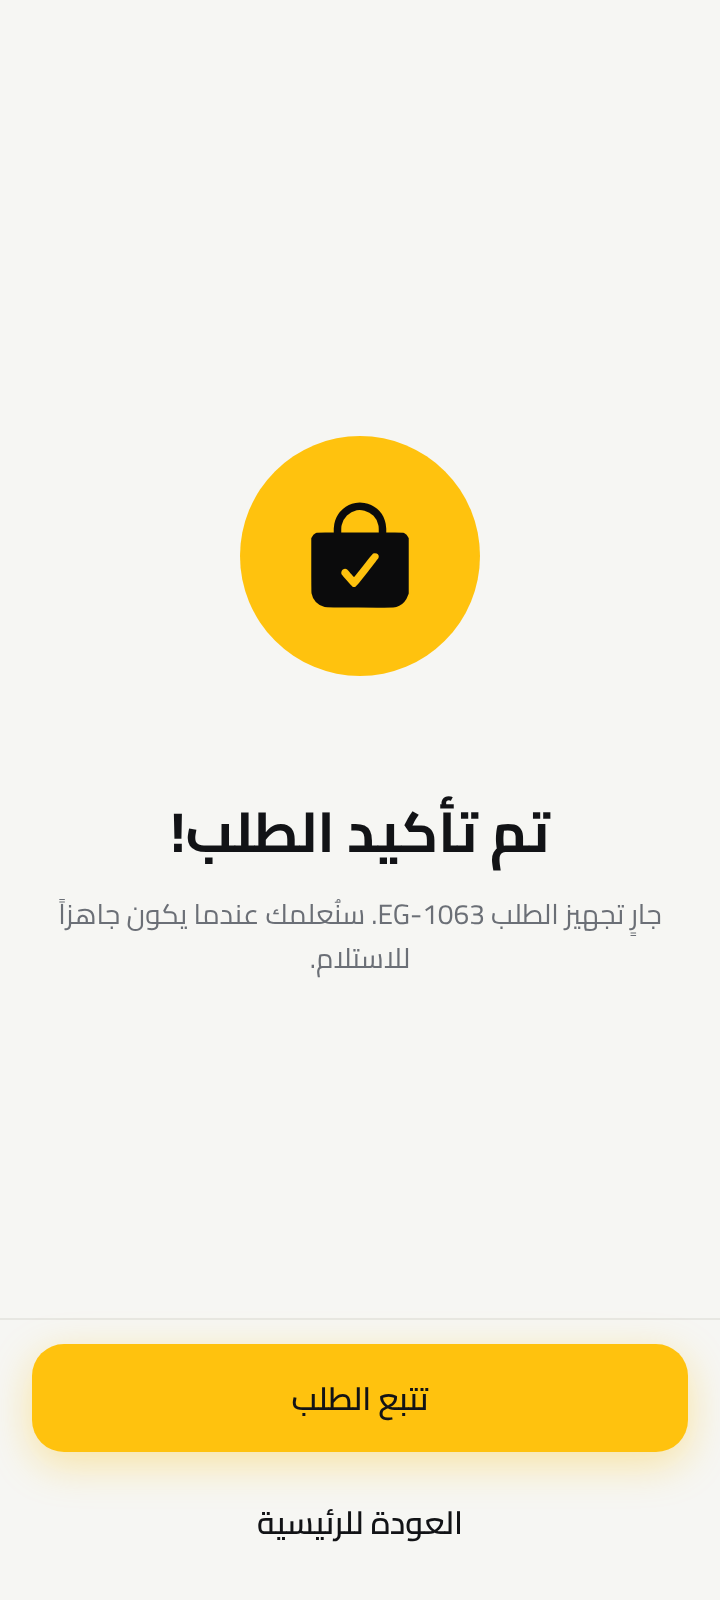 تم تأكيد الطلب!
جارٍ تجهيز الطلب EG-1063. سنُعلمك عندما يكون جاهزاً
للاستلام.
تتبع الطلب
العودة للرئيسية